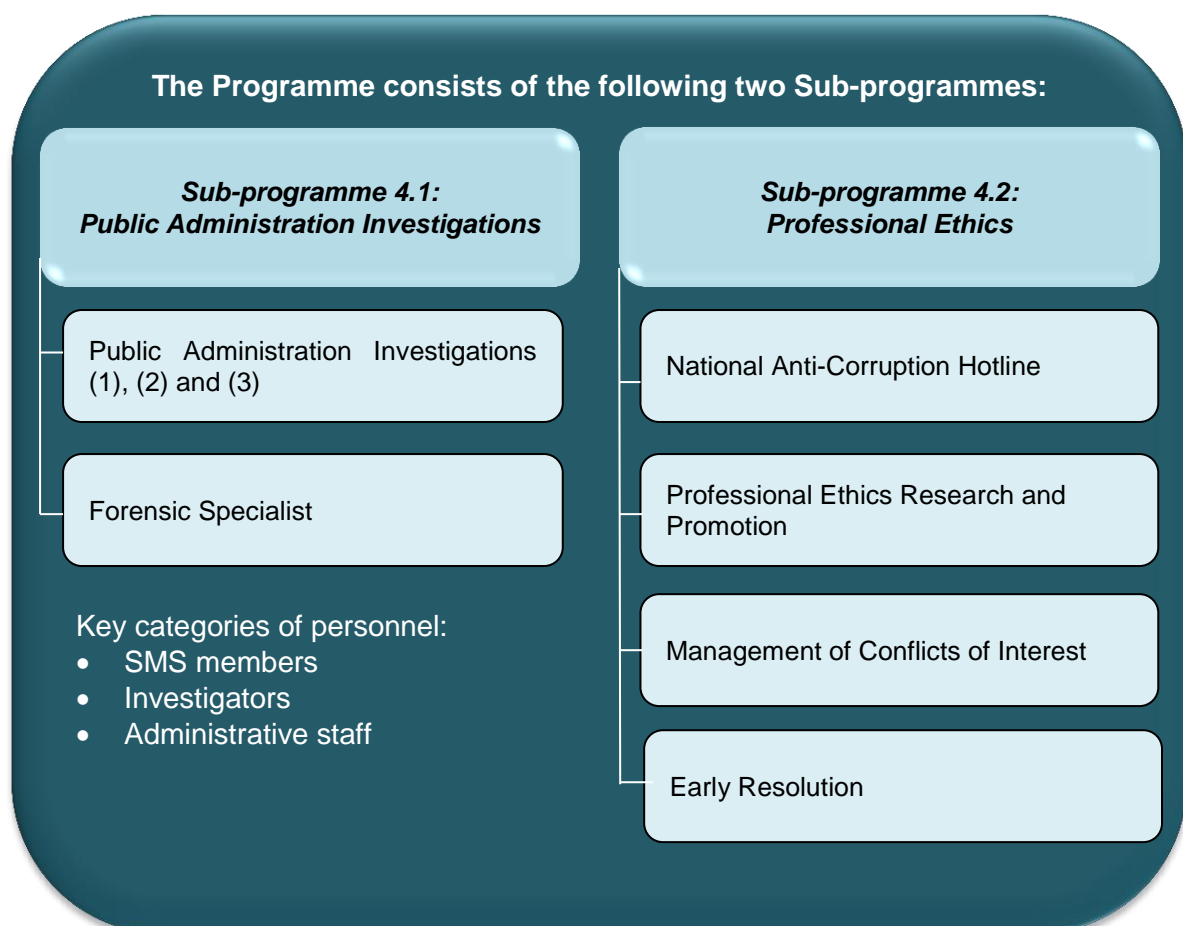 The Programme consists of the following two Sub-programmes:
Sub-programme 4.1:
Public Administration Investigations
Public Administration Investigations
(1), (2) and (3)
Forensic Specialist
Key categories of personnel:
• SMS members
• Investigators
• Administrative staff
Sub-programme 4.2:
Professional Ethics
National Anti-Corruption Hotline
Professional Ethics Research and
Promotion
Management of Conflicts of Interest
Early Resolution